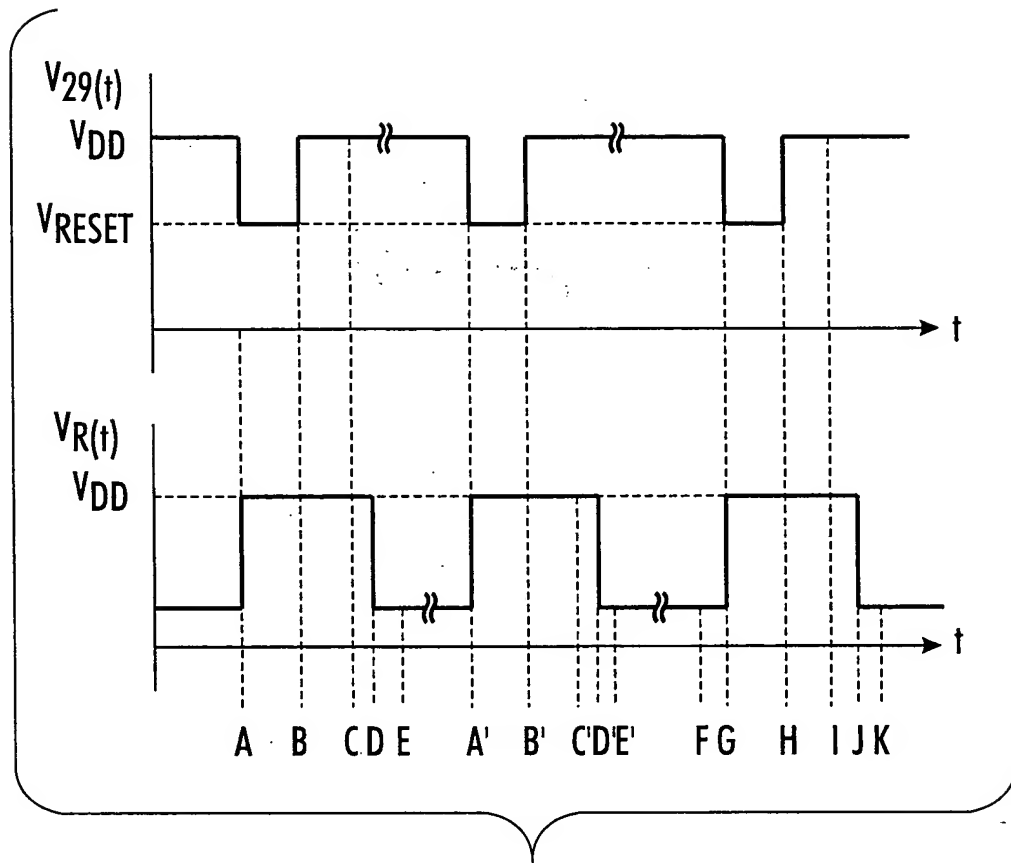 V29(t)
VDD
VRESET
t
VR(t)
VDD
t
A B C D E A' B' C' D' E' F G H I J K